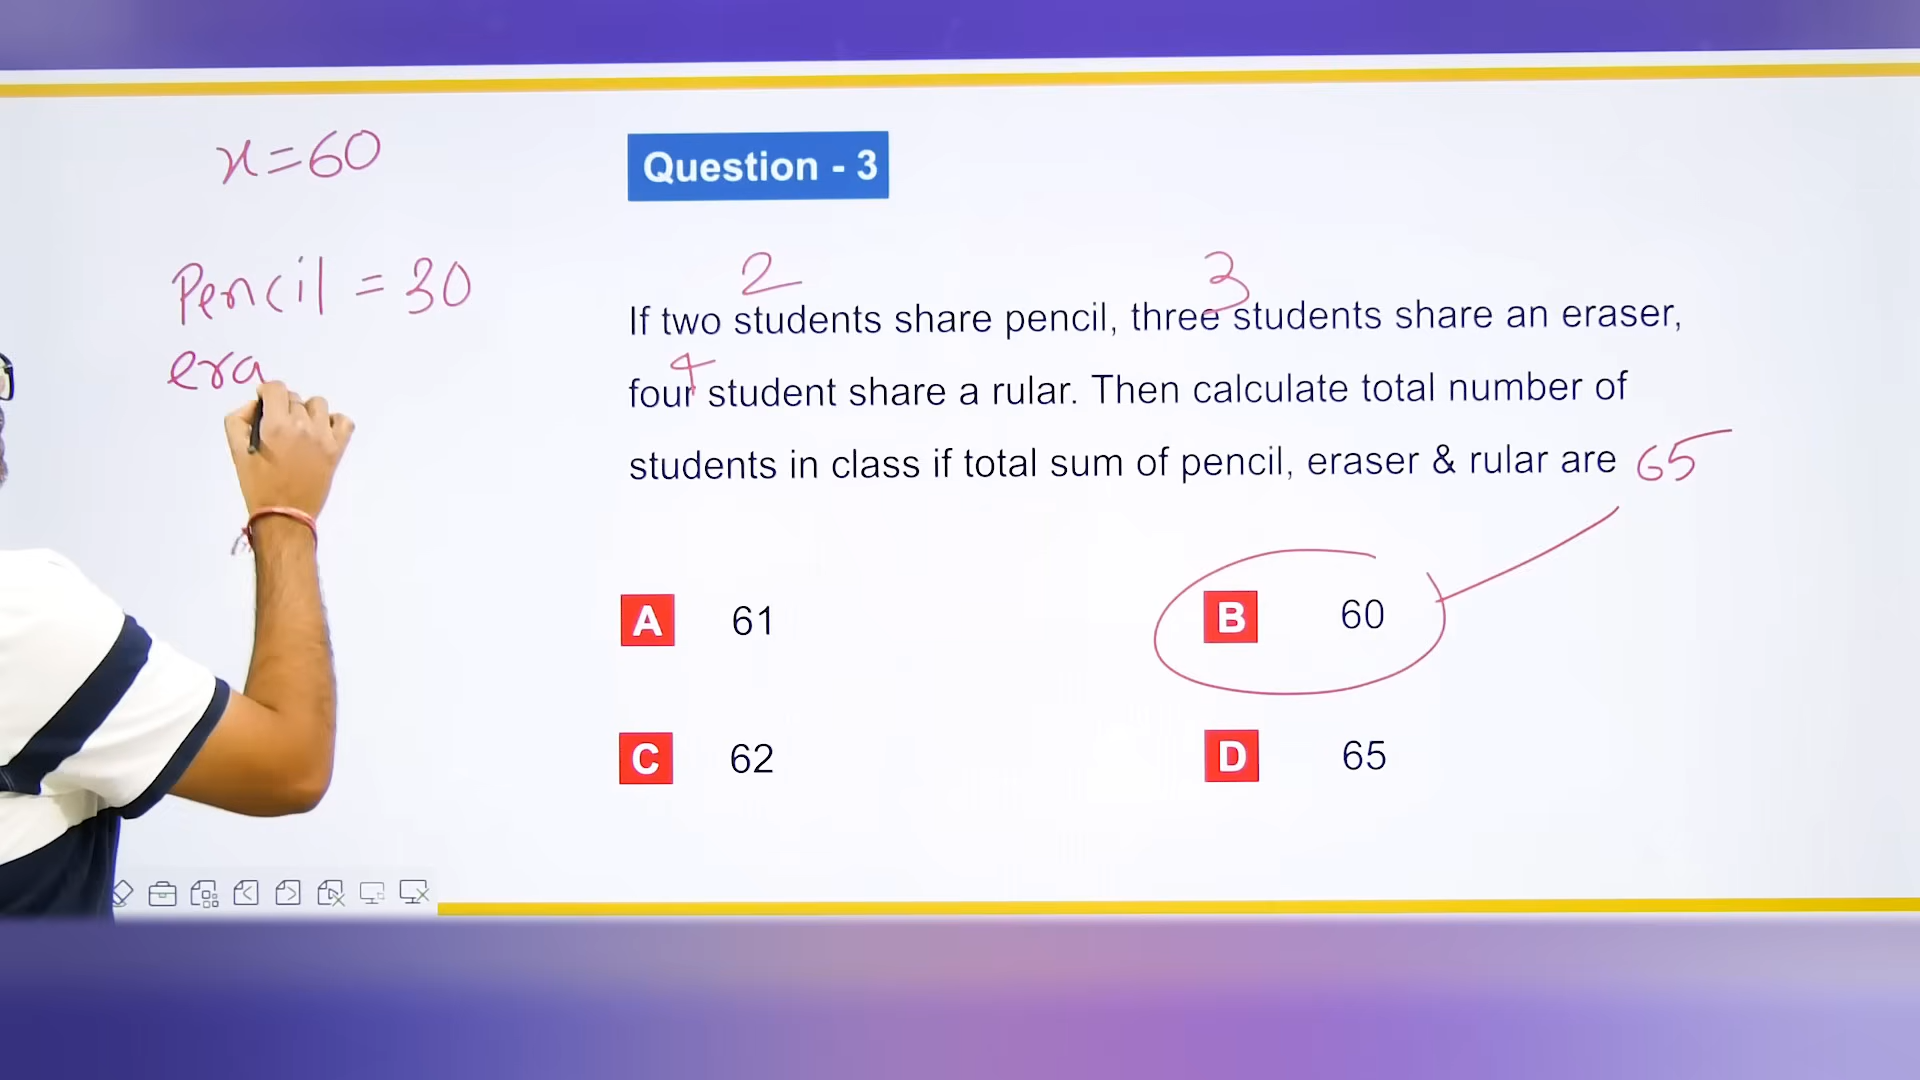 x=60
Pencil = 30
era
Question - 3
2 3
If two students share pencil, three students share an eraser,
4
four student share a rular. Then calculate total number of
students in class if total sum of pencil, eraser & rular are 65
A 61
B 60
C 62
D 65